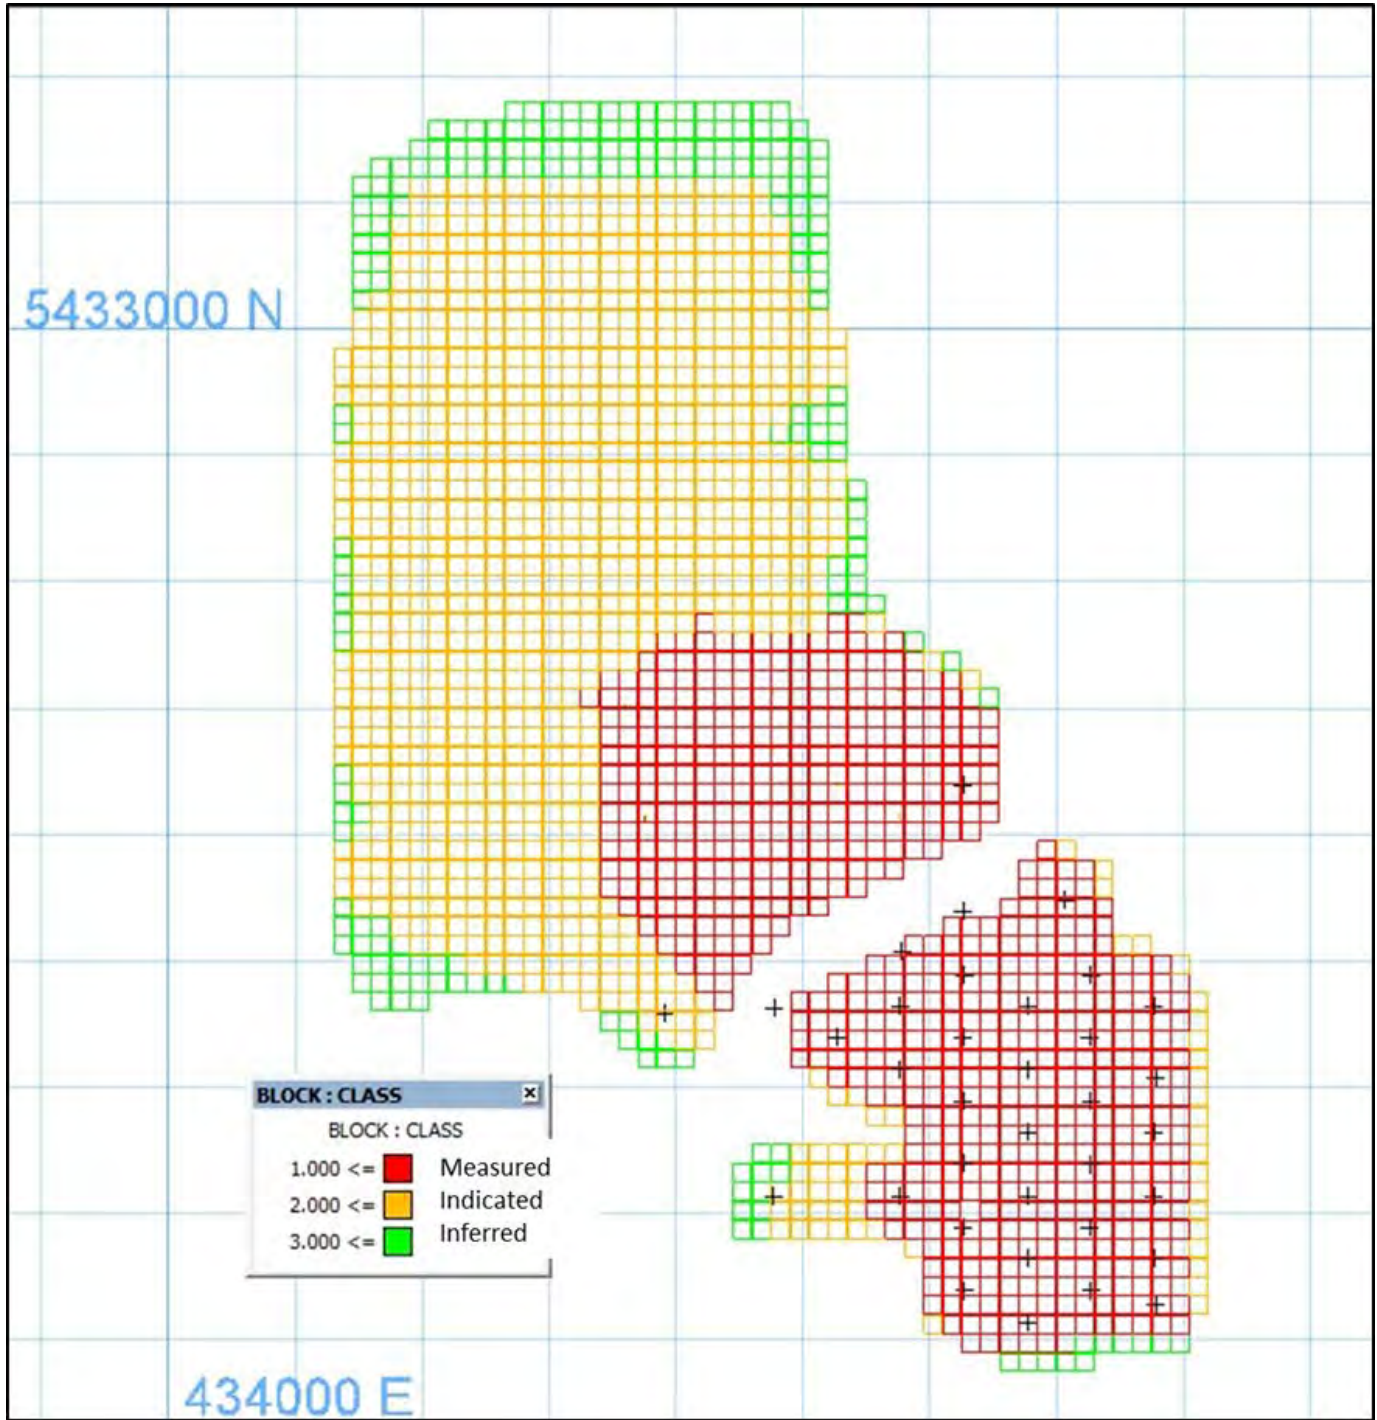 5433000 N
BLOCK : CLASS
BLOCK : CLASS
1.000 <= Measured
2.000 <= Indicated
3.000 <= Inferred
434000 E